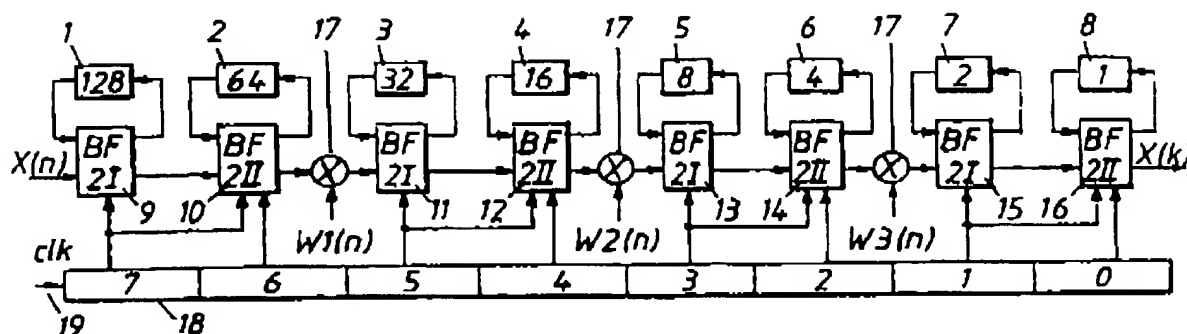 1 2 17 3 4 17 5 6 17 7 8
128 64 32 16 8 4 2 1
X(n) BF 2I BF 2II X BF 2I BF 2II X BF 2I BF 2II X BF 2I BF 2II X(k)
9 10 11 12 13 14 15 16
W1(n) W2(n) W3(n)
clk
7 6 5 4 3 2 1 0
19 18